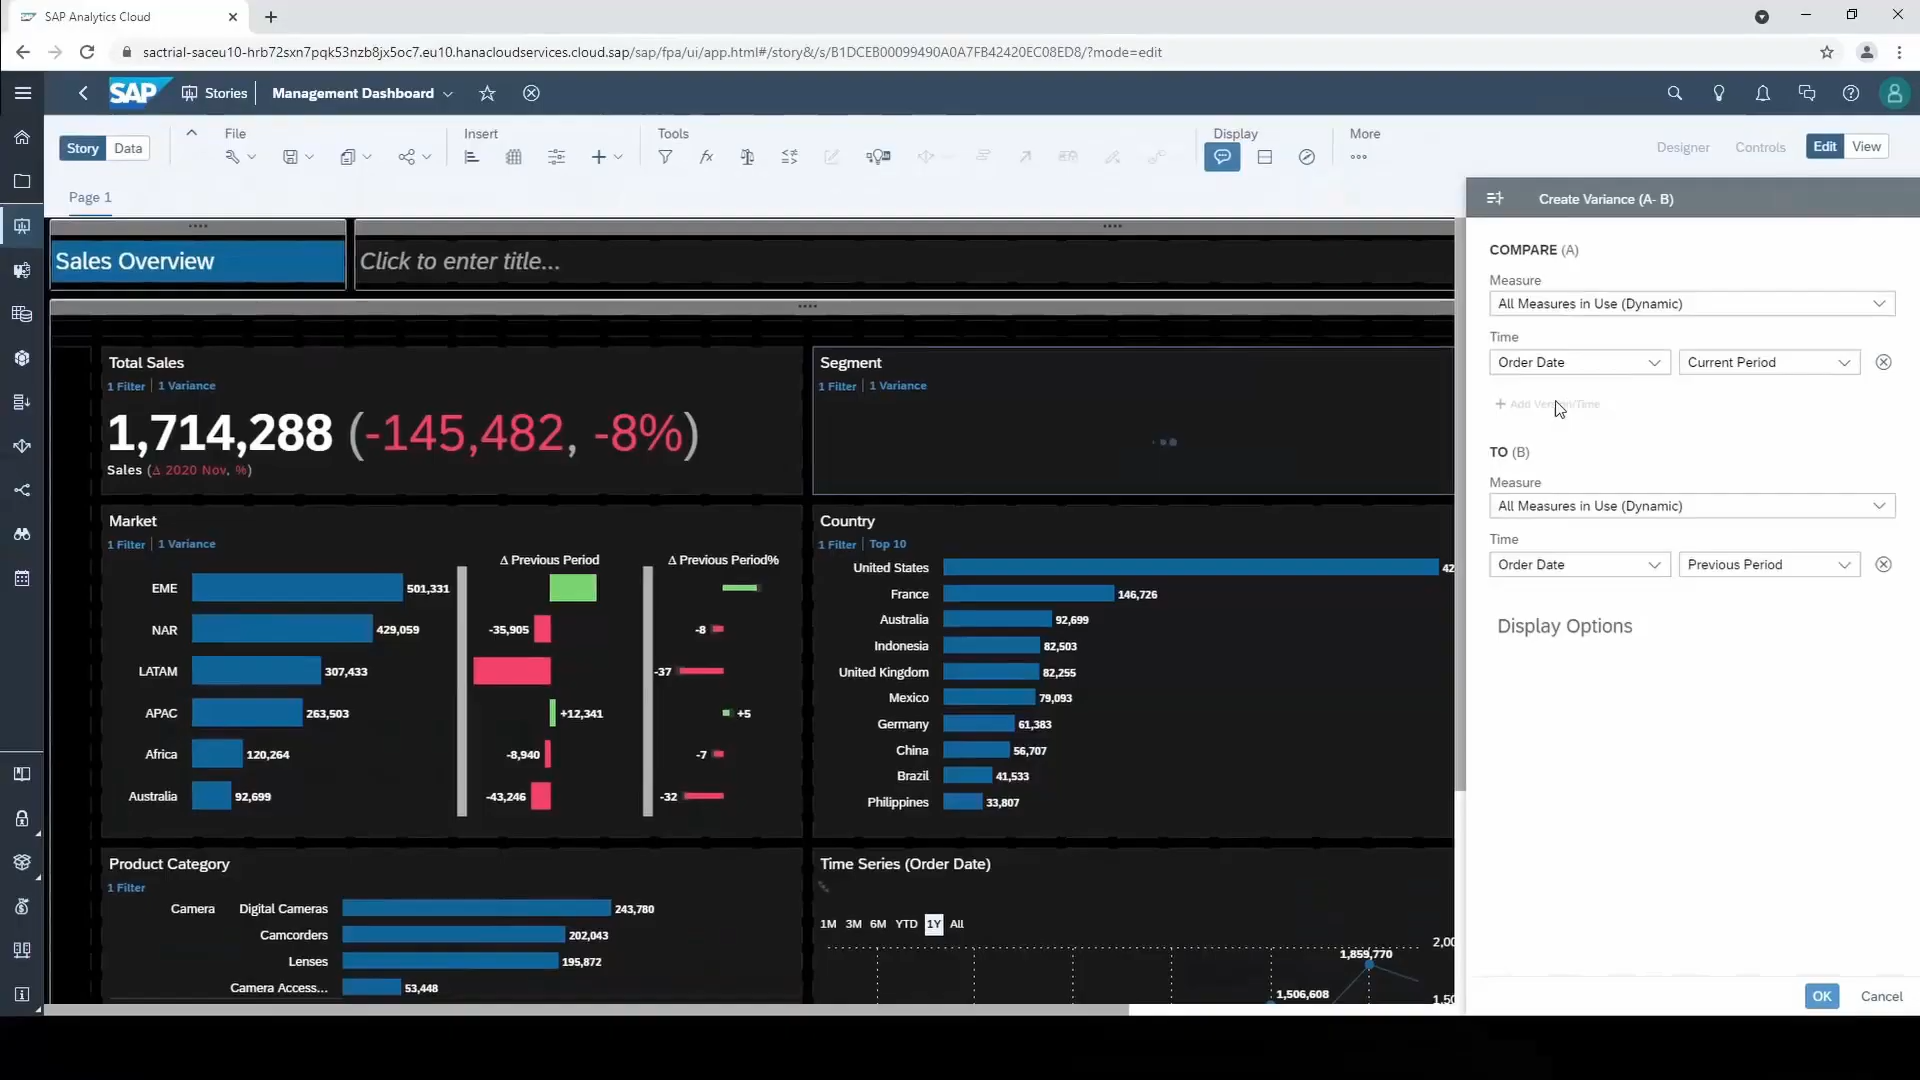 SAP Analytics Cloud
sactrial-saceu10-hrb72sxn7pqk53nzb8jx5oc7.eu10.hanacloudservices.cloud.sap/sap/fpa/ui/app.html#/story&/s/B1DCEB00099490A0A7FB42420EC08ED8/?mode=edit
SAP Stories Management Dashboard
Story Data
File
Insert
Tools
Display
More
Designer Controls Edit View
Page 1
Sales Overview
Click to enter title...
Total Sales
1 Filter | 1 Variance
1,714,288 (-145,482, -8%)
Sales (Δ 2020 Nov, %)
Segment
1 Filter | 1 Variance
Market
1 Filter | 1 Variance
Δ Previous Period Δ Previous Period%
EME 501,331
NAR 429,059 -35,905 -8
LATAM 307,433 -37
APAC 263,503 +12,341 +5
Africa 120,264 -8,940 -7
Australia 92,699 -43,246 -32
Country
1 Filter | Top 10
United States 42
France 146,726
Australia 92,699
Indonesia 82,503
United Kingdom 82,255
Mexico 79,093
Germany 61,383
China 56,707
Brazil 41,533
Philippines 33,807
Product Category
1 Filter
Camera Digital Cameras 243,780
Camcorders 202,043
Lenses 195,872
Camera Access... 53,448
Time Series (Order Date)
1M 3M 6M YTD 1Y All
2,00
1,859,770
1,506,608
1,50
Create Variance (A- B)
COMPARE (A)
Measure
All Measures in Use (Dynamic)
Time
Order Date Current Period
+ Add Version/Time
TO (B)
Measure
All Measures in Use (Dynamic)
Time
Order Date Previous Period
Display Options
OK Cancel